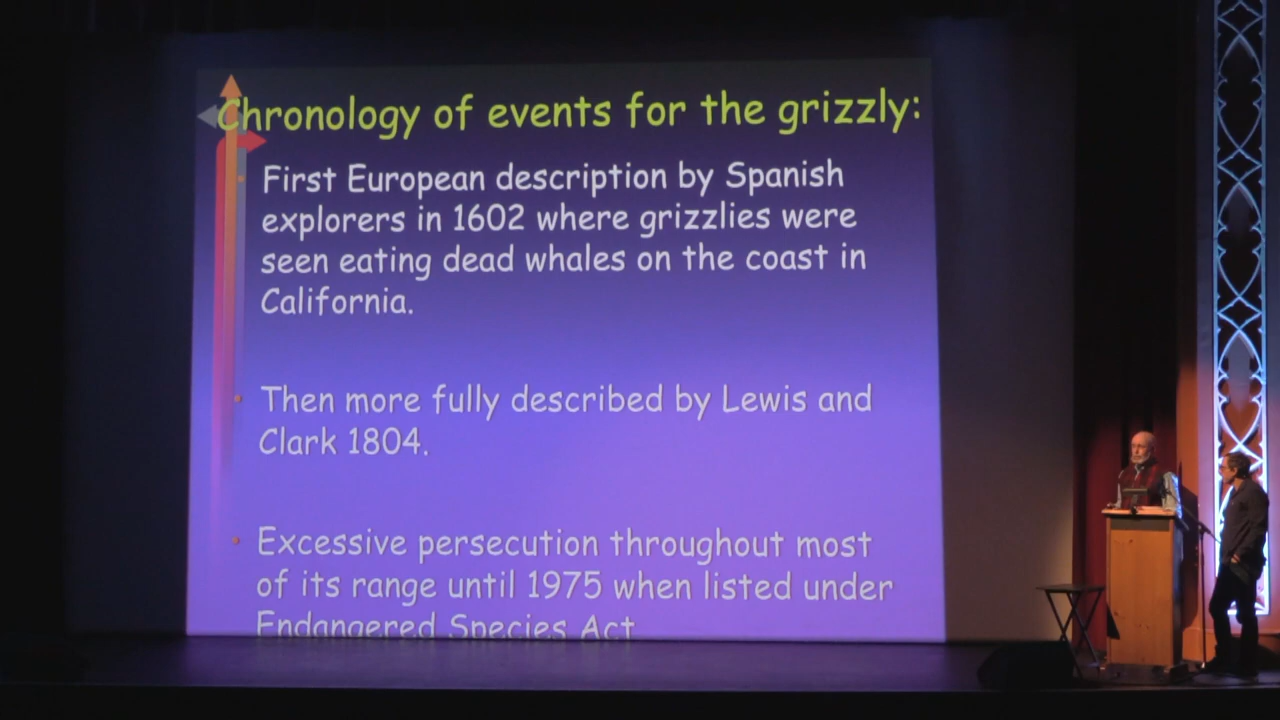 Chronology of events for the grizzly:
First European description by Spanish
explorers in 1602 where grizzlies were
seen eating dead whales on the coast in
California.
Then more fully described by Lewis and
Clark 1804.
Excessive persecution throughout most
of its range until 1975 when listed under
Endangered Species Act